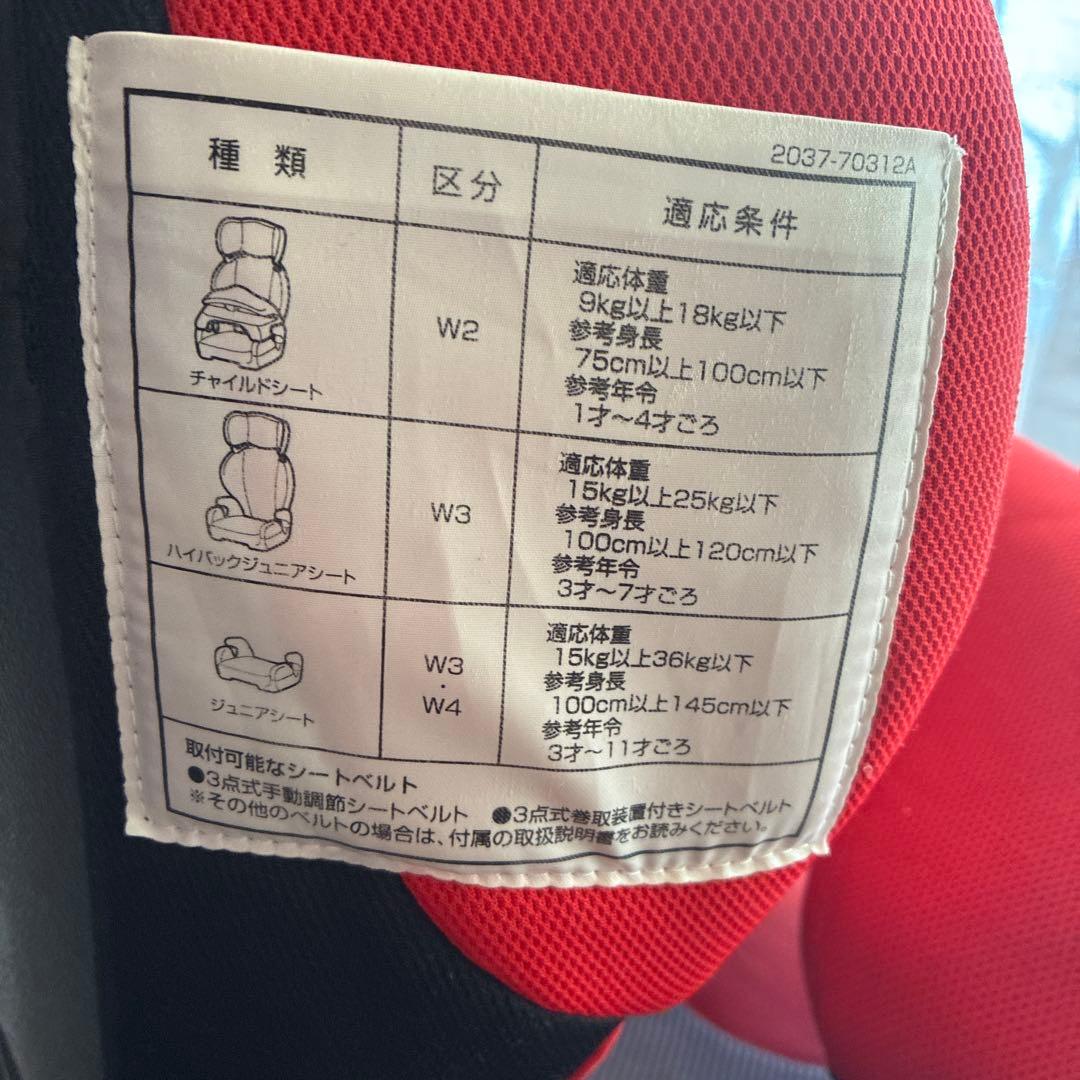 2037-70312A
種類 区分 適応条件
チャイルドシート
W2
適応体重
9kg以上18kg以下
参考身長
75cm以上100cm以下
参考年令
1才～4才ごろ
ハイバックジュニアシート
W3
適応体重
15kg以上25kg以下
参考身長
100cm以上120cm以下
参考年令
3才～7才ごろ
ジュニアシート
W3
・
W4
適応体重
15kg以上36kg以下
参考身長
100cm以上145cm以下
参考年令
3才～11才ごろ
取付可能なシートベルト
●3点式手動調節シートベルト ●3点式巻取装置付きシートベルト
※その他のベルトの場合は、付属の取扱説明書をお読みください。